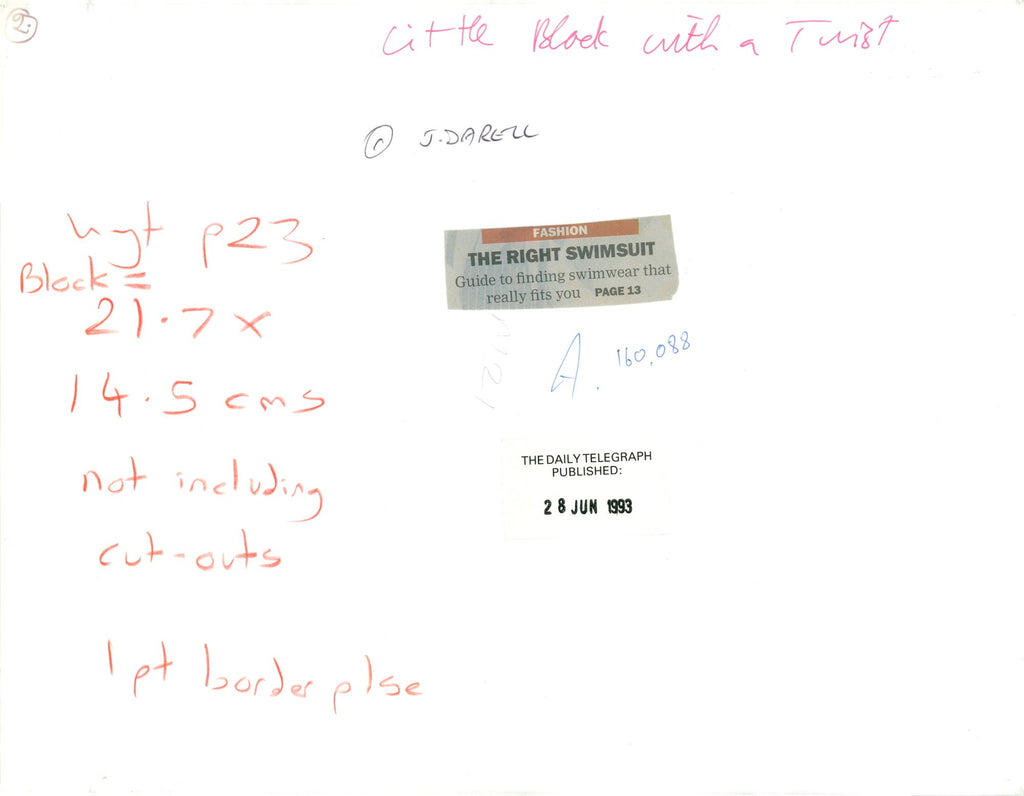 2.
Little Black with a Twist
© J. DARELL
p23
Block =
21.7 x
14.5 cms
not including
cut-outs
1 pt border plse
FASHION
THE RIGHT SWIMSUIT
Guide to finding swimwear that
really fits you PAGE 13
A. 160,088
THE DAILY TELEGRAPH
PUBLISHED:
28 JUN 1993